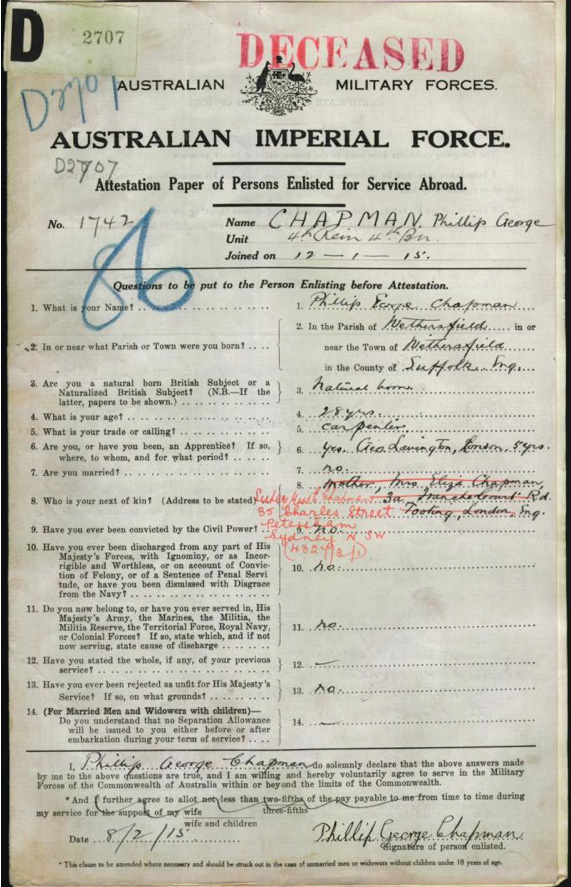 D 2707
DECEASED
D2701
AUSTRALIAN MILITARY FORCES.
AUSTRALIAN IMPERIAL FORCE.
D2707
Attestation Paper of Persons Enlisted for Service Abroad.
No. 1742 Name CHAPMAN Phillip George
86
Unit 4th Rein 4th Bn
Joined on 12-1-15.
Questions to be put to the Person Enlisting before Attestation.
1. What is your Name? .... 1. Phillip George Chapman
2. In or near what Parish or Town were you born? .... 2. In the Parish of Wethersfield in or
near the Town of Wethersfield
in the County of Suffolk Eng.
3. Are you a natural born British Subject or a
Naturalized British Subject? (N.B.—If the
latter, papers to be shown.) .... 3. Natural born
4. What is your age? .... 4. 28 yrs.
5. What is your trade or calling? .... 5. carpenter
6. Are you, or have you been, an Apprentice? If so,
where, to whom, and for what period? .... 6. yes. Geo. Lavington, London, 5 yrs.
7. Are you married? .... 7. no.
8. Who is your next of kin? (Address to be stated) 8. mother, Mrs Eliza Chapman,
3a Rd.
Tooting, London, Eng.
35 Charles Street
Petersham
Sydney NSW
9. Have you ever been convicted by the Civil Power? 9. no.
10. Have you ever been discharged from any part of His
Majesty's Forces, with Ignominy, or as Incor-
rigible and Worthless, or on account of Convic-
tion of Felony, or of a Sentence of Penal Servi
tude, or have you been dismissed with Disgrace
from the Navy? .... 10. no.
11. Do you now belong to, or have you ever served in, His
Majesty's Army, the Marines, the Militia, the
Militia Reserve, the Territorial Force, Royal Navy,
or Colonial Forces? If so, state which, and if not
now serving, state cause of discharge .... 11. no.
12. Have you stated the whole, if any, of your previous
service? .... 12. —
13. Have you ever been rejected as unfit for His Majesty's
Service? If so, on what grounds? .... 13. no.
14. (For Married Men and Widowers with children)—
Do you understand that no Separation Allowance
will be issued to you either before or after
embarkation during your term of service? .... 14. —
I, Phillip George Chapman do solemnly declare that the above answers made
by me to the above questions are true, and I am willing and hereby voluntarily agree to serve in the Military
Forces of the Commonwealth of Australia within or beyond the limits of the Commonwealth.
*And I further agree to allot not less than two-fifths of the pay payable to me from time to time during
three-fifths
my service for the support of my wife
wife and children
Date 8/2/15 Phillip George Chapman
Signature of person enlisted.
* This clause to be amended where necessary and should be struck out in the case of unmarried men or widowers without children under 18 years of age.